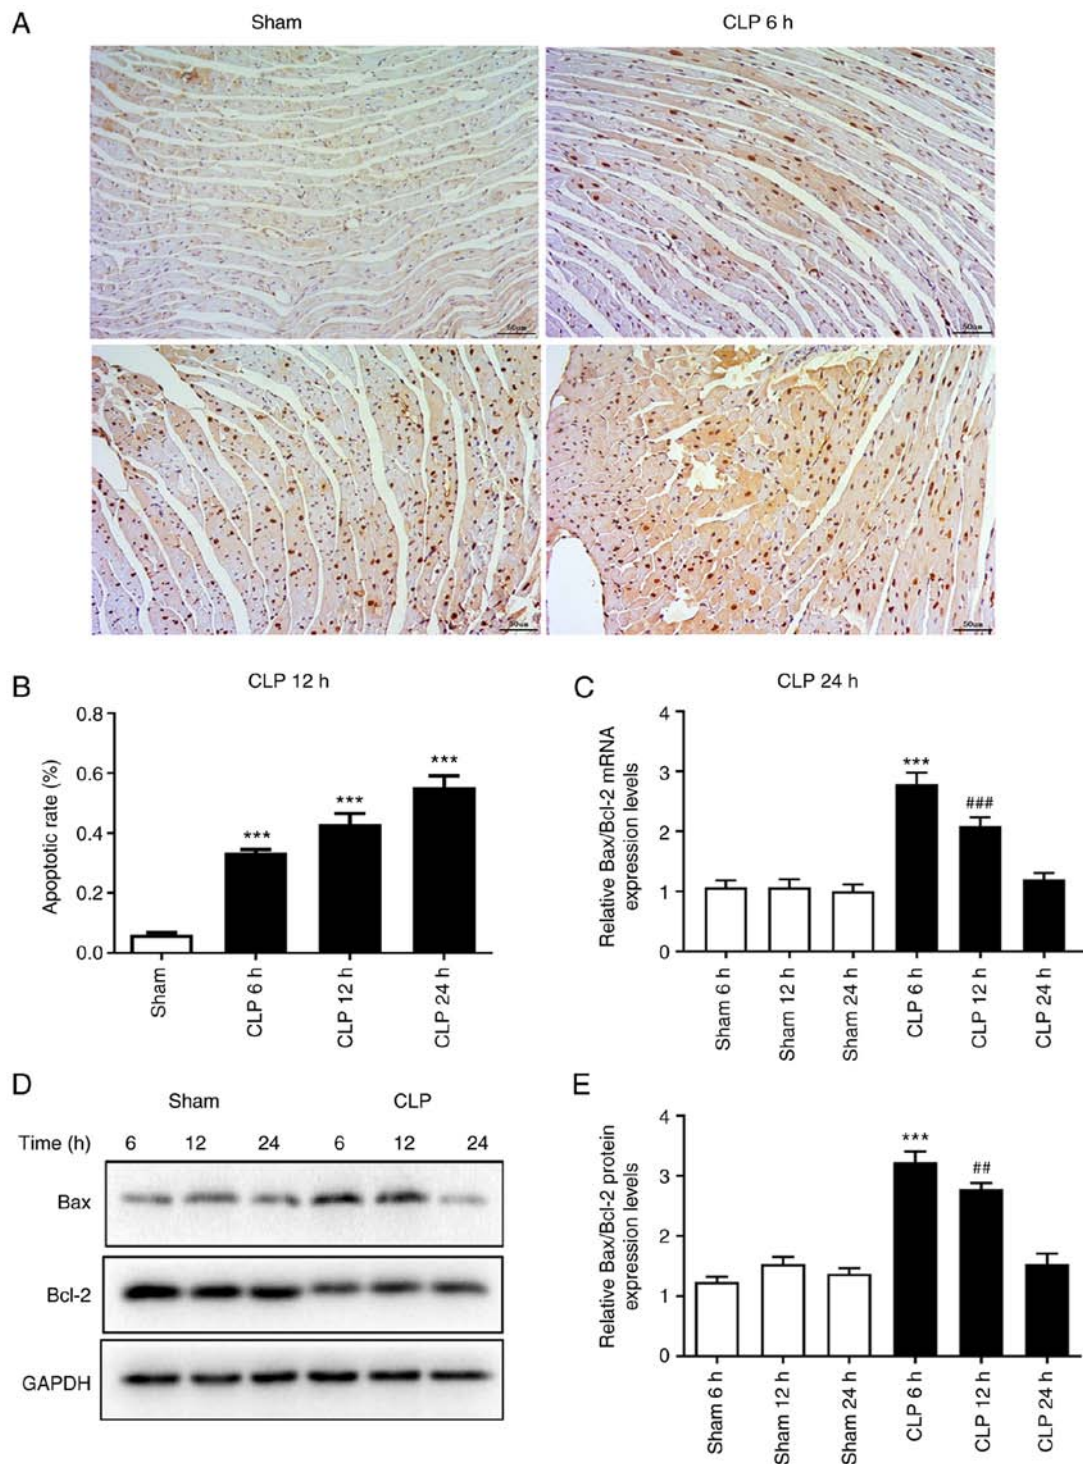 A
Sham
CLP 6 h
50um
50um
50um
50um
CLP 12 h
CLP 24 h
B
Apoptotic rate (%)
0.8
0.6
0.4
0.2
0.0
***
***
***
Sham
CLP 6 h
CLP 12 h
CLP 24 h
C
Relative Bax/Bcl-2 mRNA
expression levels
4
3
2
1
0
***
###
Sham 6 h
Sham 12 h
Sham 24 h
CLP 6 h
CLP 12 h
CLP 24 h
D
Sham CLP
Time (h) 6 12 24 6 12 24
Bax
Bcl-2
GAPDH
E
Relative Bax/Bcl-2 protein
expression levels
4
3
2
1
0
***
##
Sham 6 h
Sham 12 h
Sham 24 h
CLP 6 h
CLP 12 h
CLP 24 h